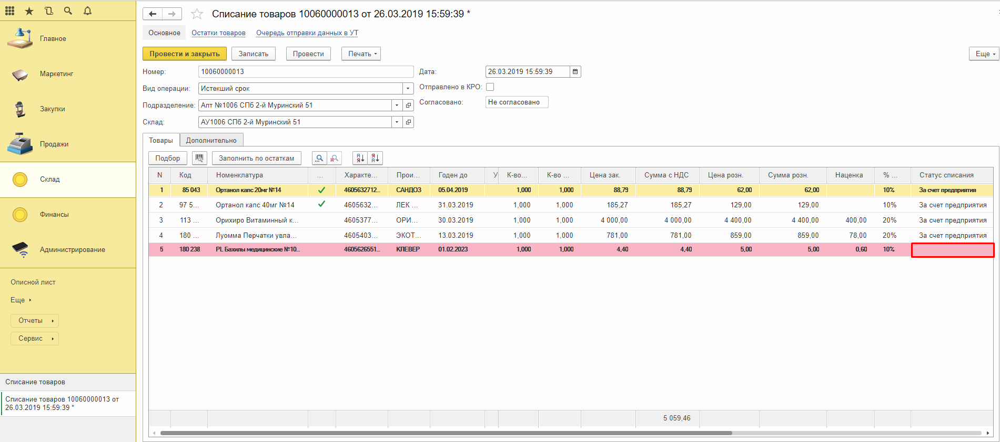 Главное
Маркетинг
Закупки
Продажи
Склад
Финансы
Администрирование
Описной лист
Еще
Отчеты
Сервис
Списание товаров
Списание товаров 10060000013 от
26.03.2019 15:59:39 *
Списание товаров 10060000013 от 26.03.2019 15:59:39 *
Основное Остатки товаров Очередь отправки данных в УТ
Провести и закрыть Записать Провести Печать Еще
Номер: 10060000013 Дата: 26.03.2019 15:59:39
Вид операции: Истекший срок Отправлено в КРО:
Подразделение: Апт №1006 СПб 2-й Муринский 51 Согласовано: Не согласовано
Склад: АУ1006 СПб 2-й Муринский 51
Товары Дополнительно
Подбор Заполнить по остаткам
N Код Номенклатура ... Характе... Прои... Годен до У К-во... К-во ... Цена зак. Сумма с НДС Цена розн. Сумма розн. Наценка % ... Статус списания
1 85 043 Ортанол капс 20мг №14 4605632712... САНДОЗ 05.04.2019 1,000 1,000 88,79 88,79 62,00 62,00 10% За счет предприятия
2 97 5... Ортанол капс 40мг №14 4605632... ЛЕК ... 31.03.2019 1,000 1,000 185,27 185,27 129,00 129,00 10% За счет предприятия
3 113 ... Орихиро Витаминный к... 4605377... ОРИ... 30.03.2019 1,000 1,000 4 000,00 4 000,00 4 400,00 4 400,00 400,00 20% За счет предприятия
4 180 ... Луомма Перчатки увла... 4605403... ЭКОТ... 13.03.2019 1,000 1,000 781,00 781,00 859,00 859,00 78,00 20% За счет предприятия
5 180 238 PL Бахилы медицинские №10... 4605626551... КЛЕВЕР 01.02.2023 1,000 1,000 4,40 4,40 5,00 5,00 0,60 10%
5 059,46